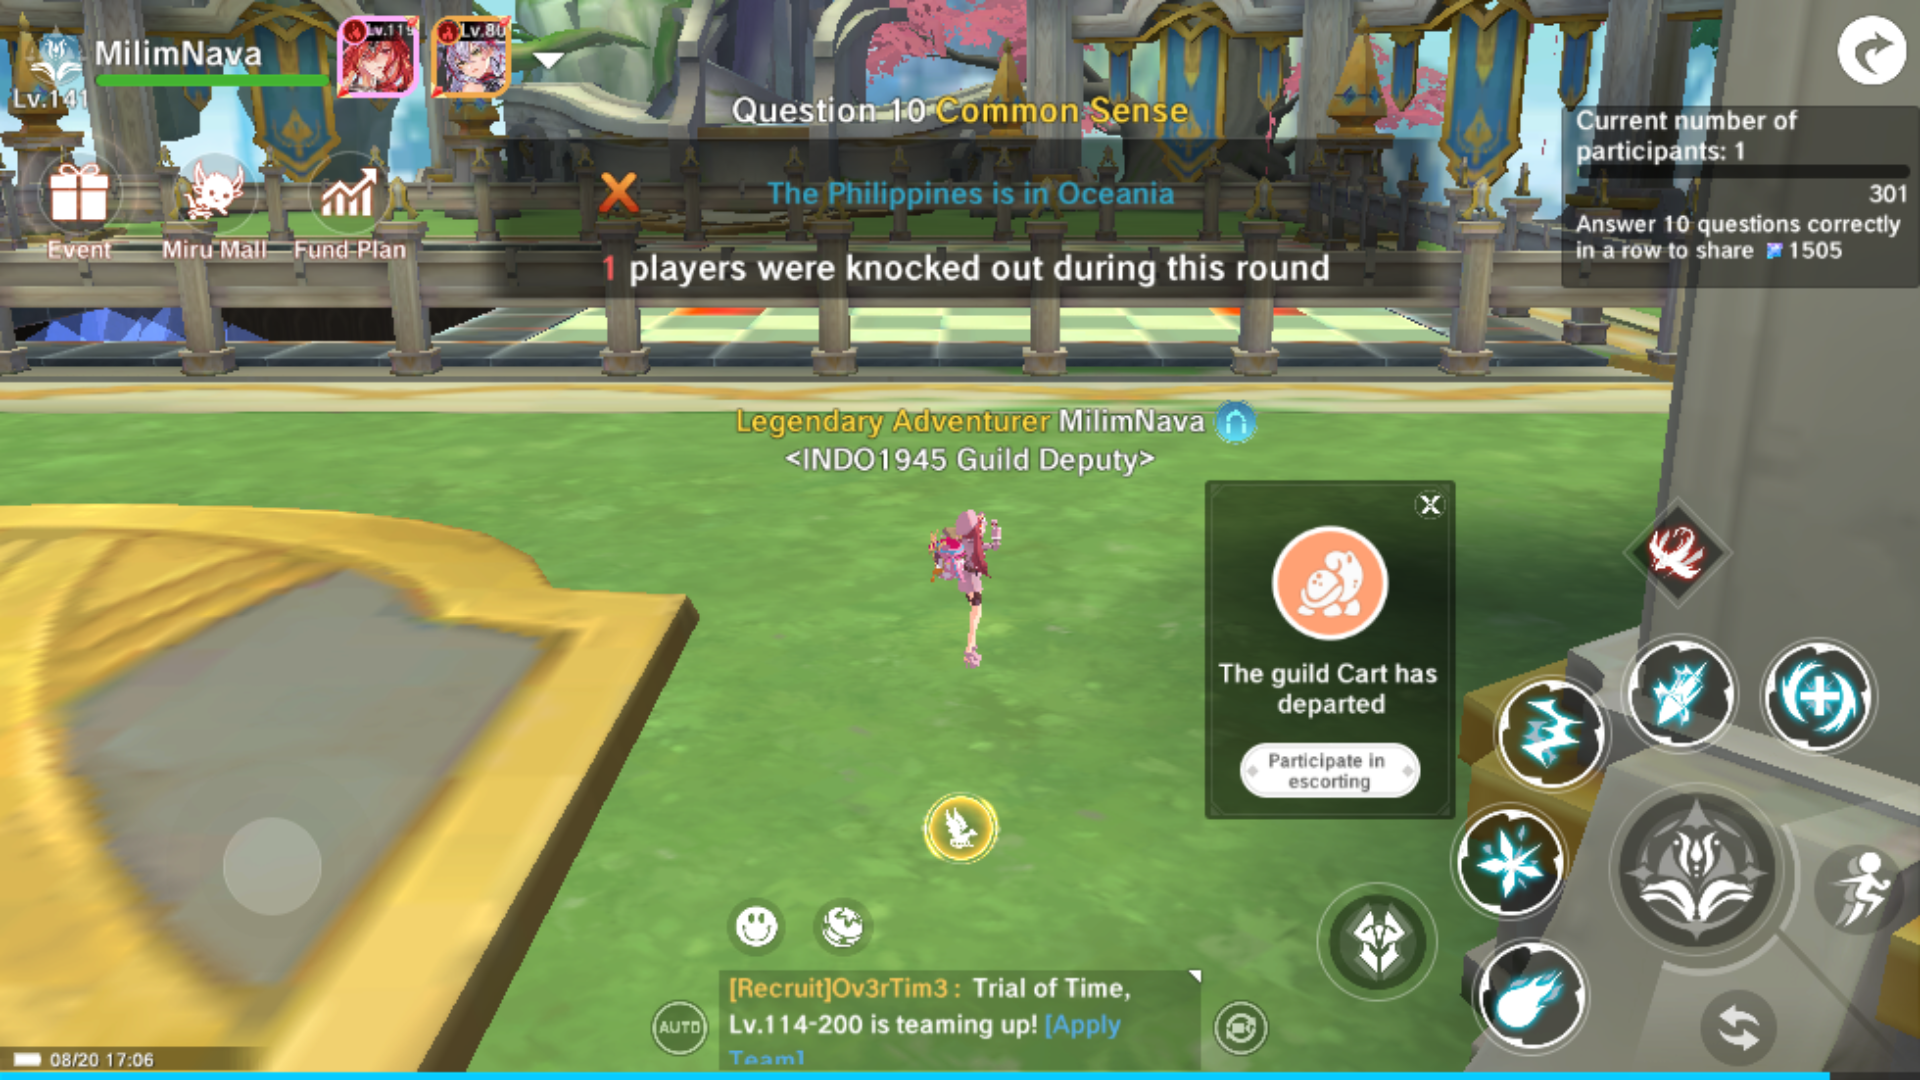 MilimNava
Lv.141
Lv.119
Lv.80
Question 10 Common Sense
The Philippines is in Oceania
1 players were knocked out during this round
Current number of
participants: 1
301
Answer 10 questions correctly
in a row to share 1505
Event
Miru Mall
Fund Plan
Legendary Adventurer MilimNava
<INDO1945 Guild Deputy>
The guild Cart has
departed
Participate in
escorting
[Recruit]Ov3rTim3 : Trial of Time,
Lv.114-200 is teaming up! [Apply
Team]
AUTO
08/20 17:06